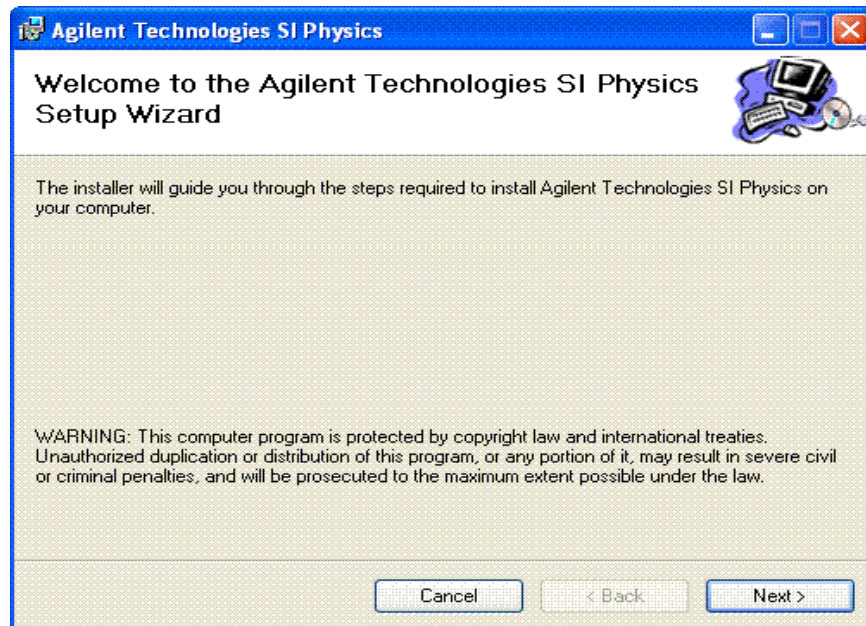 Agilent Technologies SI Physics
Welcome to the Agilent Technologies SI Physics
Setup Wizard
The installer will guide you through the steps required to install Agilent Technologies SI Physics on
your computer.
WARNING: This computer program is protected by copyright law and international treaties.
Unauthorized duplication or distribution of this program, or any portion of it, may result in severe civil
or criminal penalties, and will be prosecuted to the maximum extent possible under the law.
Cancel
< Back
Next >